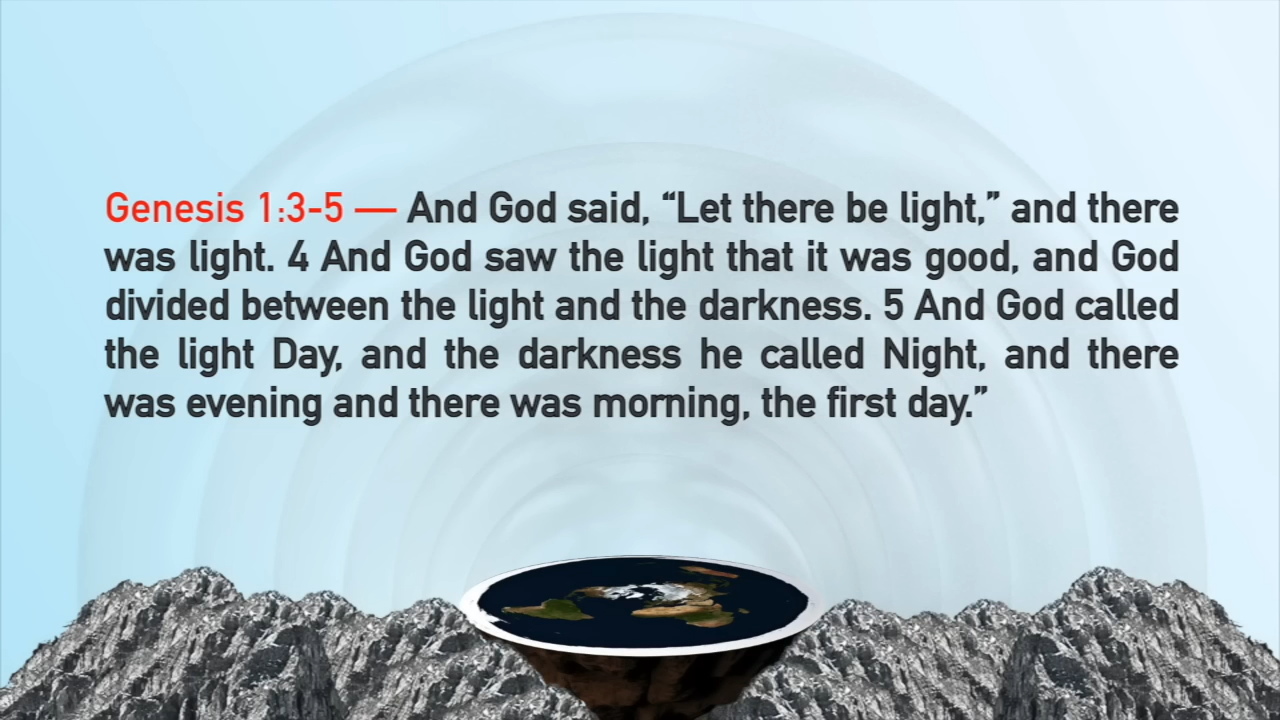 Genesis 1:3-5 — And God said, “Let there be light,” and there
was light. 4 And God saw the light that it was good, and God
divided between the light and the darkness. 5 And God called
the light Day, and the darkness he called Night, and there
was evening and there was morning, the first day.”